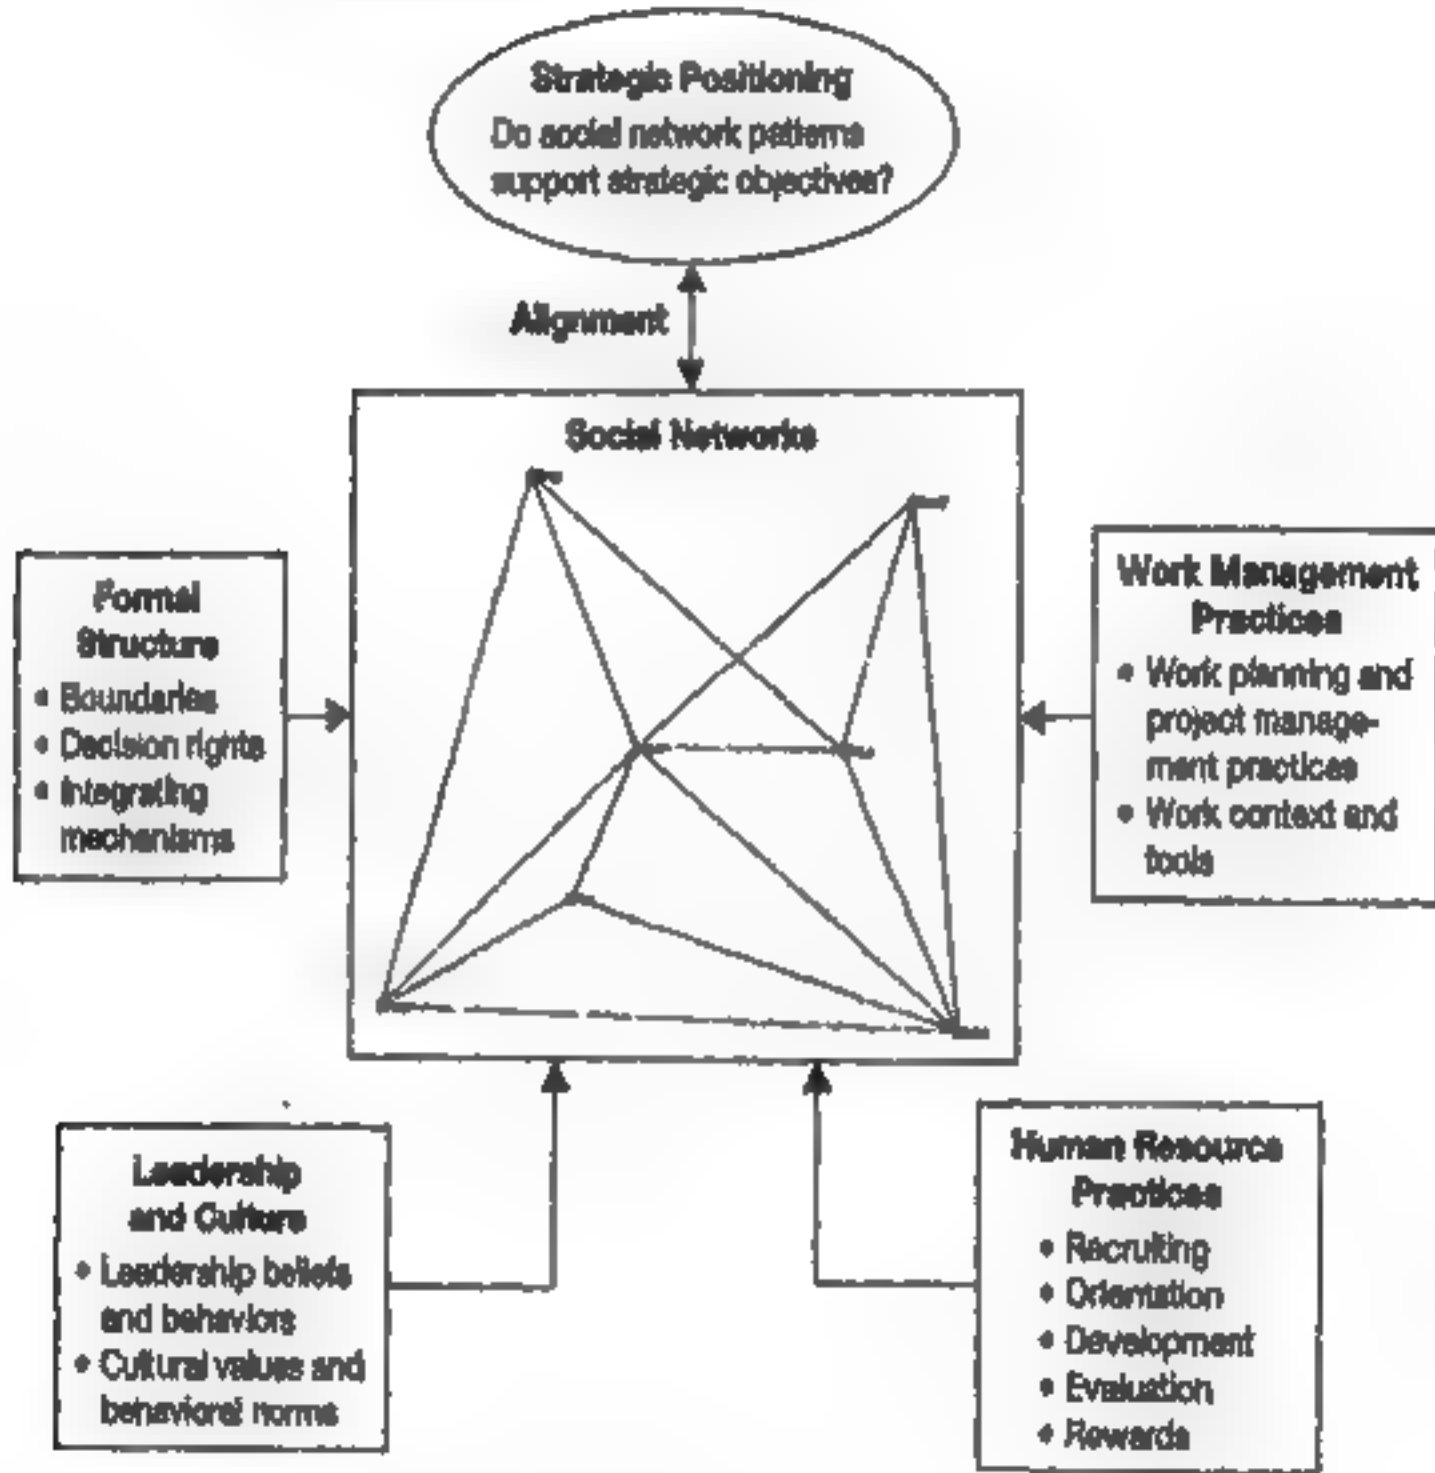 Strategic Positioning
Do social network patterns
support strategic objectives?
Alignment
Social Networks
Formal
Structure
• Boundaries
• Decision rights
• Integrating
mechanisms
Work Management
Practices
• Work planning and
project manage-
ment practices
• Work context and
tools
Leadership
and Culture
• Leadership beliefs
and behaviors
• Cultural values and
behavioral norms
Human Resource
Practices
• Recruiting
• Orientation
• Development
• Evaluation
• Rewards